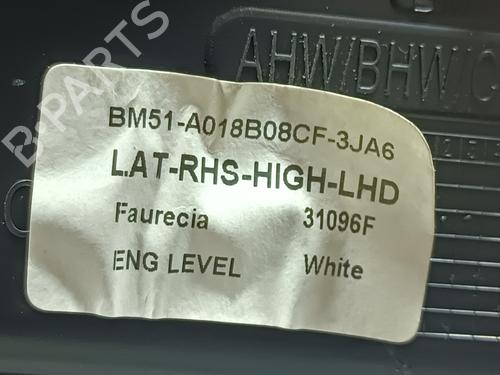 B-PARTS
AHW/BHW/C
BM51-A018B08CF-3JA6
LAT-RHS-HIGH-LHD
Faurecia 31096F
ENG LEVEL White